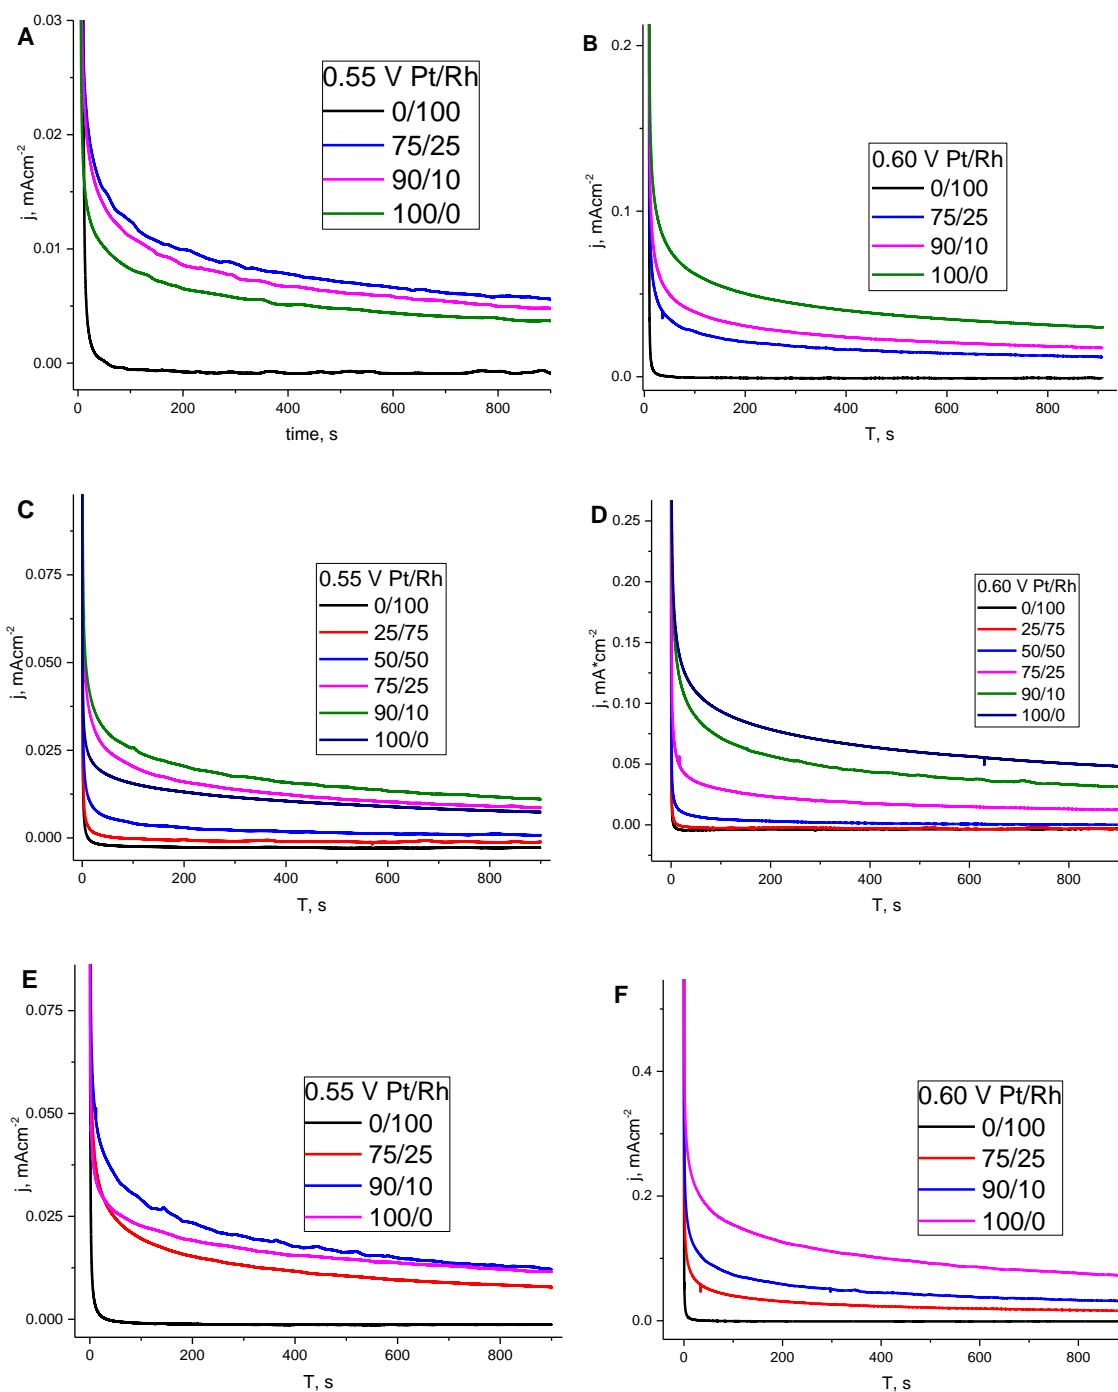 A
0.03
0.02
0.01
0.00
j, mAcm-2
0.55 V Pt/Rh
0/100
75/25
90/10
100/0
0 200 400 600 800
time, s
B
0.2
0.1
0.0
j, mAcm-2
0.60 V Pt/Rh
0/100
75/25
90/10
100/0
0 200 400 600 800
T, s
C
0.075
0.050
0.025
0.000
j, mAcm-2
0.55 V Pt/Rh
0/100
25/75
50/50
75/25
90/10
100/0
0 200 400 600 800
T, s
D
0.25
0.20
0.15
0.10
0.05
0.00
j, mA*cm-2
0.60 V Pt/Rh
0/100
25/75
50/50
75/25
90/10
100/0
0 200 400 600 800
T, s
E
0.075
0.050
0.025
0.000
j, mAcm-2
0.55 V Pt/Rh
0/100
75/25
90/10
100/0
0 200 400 600 800
T, s
F
0.4
0.2
0.0
j, mAcm-2
0.60 V Pt/Rh
0/100
75/25
90/10
100/0
0 200 400 600 800
T, s